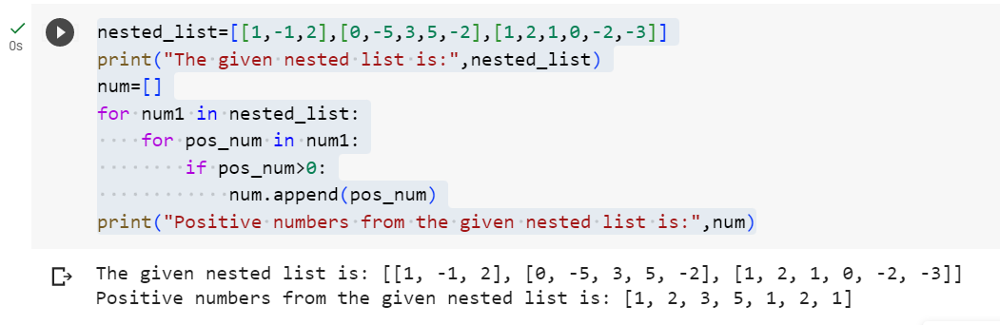 0s
nested_list=[[1,-1,2],[0,-5,3,5,-2],[1,2,1,0,-2,-3]]
print("The given nested list is:",nested_list)
num=[]
for num1 in nested_list:
    for pos_num in num1:
        if pos_num>0:
            num.append(pos_num)
print("Positive numbers from the given nested list is:",num)
The given nested list is: [[1, -1, 2], [0, -5, 3, 5, -2], [1, 2, 1, 0, -2, -3]]
Positive numbers from the given nested list is: [1, 2, 3, 5, 1, 2, 1]